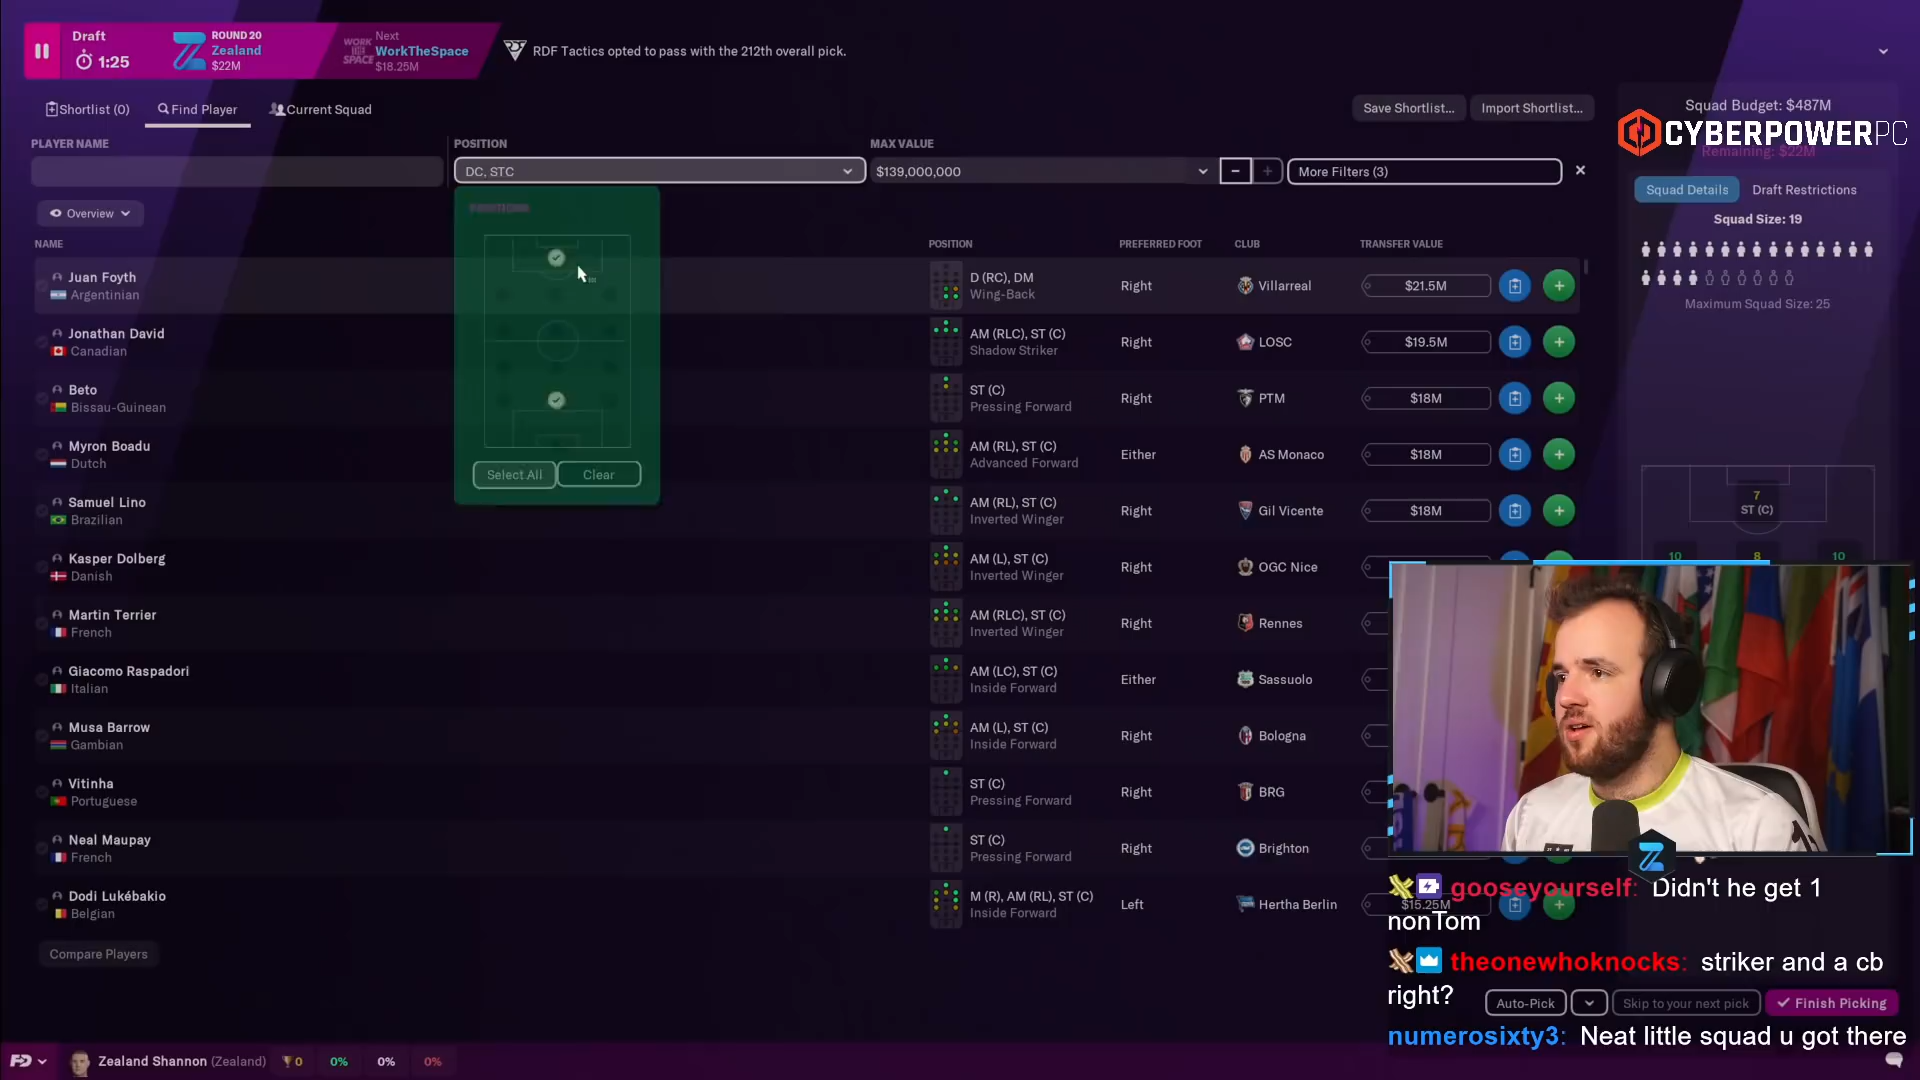 Draft
1:25
ROUND 20
Zealand
$22M
WORK THE SPACE
Next
WorkTheSpace
$18.25M
RDF Tactics opted to pass with the 212th overall pick.
Shortlist (0)
Find Player
Current Squad
Save Shortlist...
Import Shortlist...
Squad Budget: $487M
CYBERPOWERPC
Remaining: $22M
PLAYER NAME
POSITION
MAX VALUE
DC, STC
$139,000,000
More Filters (3)
Squad Details
Draft Restrictions
Overview
Squad Size: 19
Maximum Squad Size: 25
NAME
POSITION
PREFERRED FOOT
CLUB
TRANSFER VALUE
Juan Foyth
Argentinian
D (RC), DM
Wing-Back
Right
Villarreal
$21.5M
Jonathan David
Canadian
AM (RLC), ST (C)
Shadow Striker
Right
LOSC
$19.5M
Beto
Bissau-Guinean
ST (C)
Pressing Forward
Right
PTM
$18M
Myron Boadu
Dutch
AM (RL), ST (C)
Advanced Forward
Either
AS Monaco
$18M
Select All
Clear
Samuel Lino
Brazilian
AM (RL), ST (C)
Inverted Winger
Right
Gil Vicente
$18M
7
ST (C)
10
8
10
Kasper Dolberg
Danish
AM (L), ST (C)
Inverted Winger
Right
OGC Nice
Martin Terrier
French
AM (RLC), ST (C)
Inverted Winger
Right
Rennes
Giacomo Raspadori
Italian
AM (LC), ST (C)
Inside Forward
Either
Sassuolo
Musa Barrow
Gambian
AM (L), ST (C)
Inside Forward
Right
Bologna
Vitinha
Portuguese
ST (C)
Pressing Forward
Right
BRG
Neal Maupay
French
ST (C)
Pressing Forward
Right
Brighton
Dodi Lukébakio
Belgian
M (R), AM (RL), ST (C)
Inside Forward
Left
Hertha Berlin
$15.25M
Compare Players
gooseyourself: Didn't he get 1
nonTom
theonewhoknocks: striker and a cb
right?
numerosixty3: Neat little squad u got there
Auto-Pick
Skip to your next pick
Finish Picking
FD
Zealand Shannon (Zealand)
0
0%
0%
0%